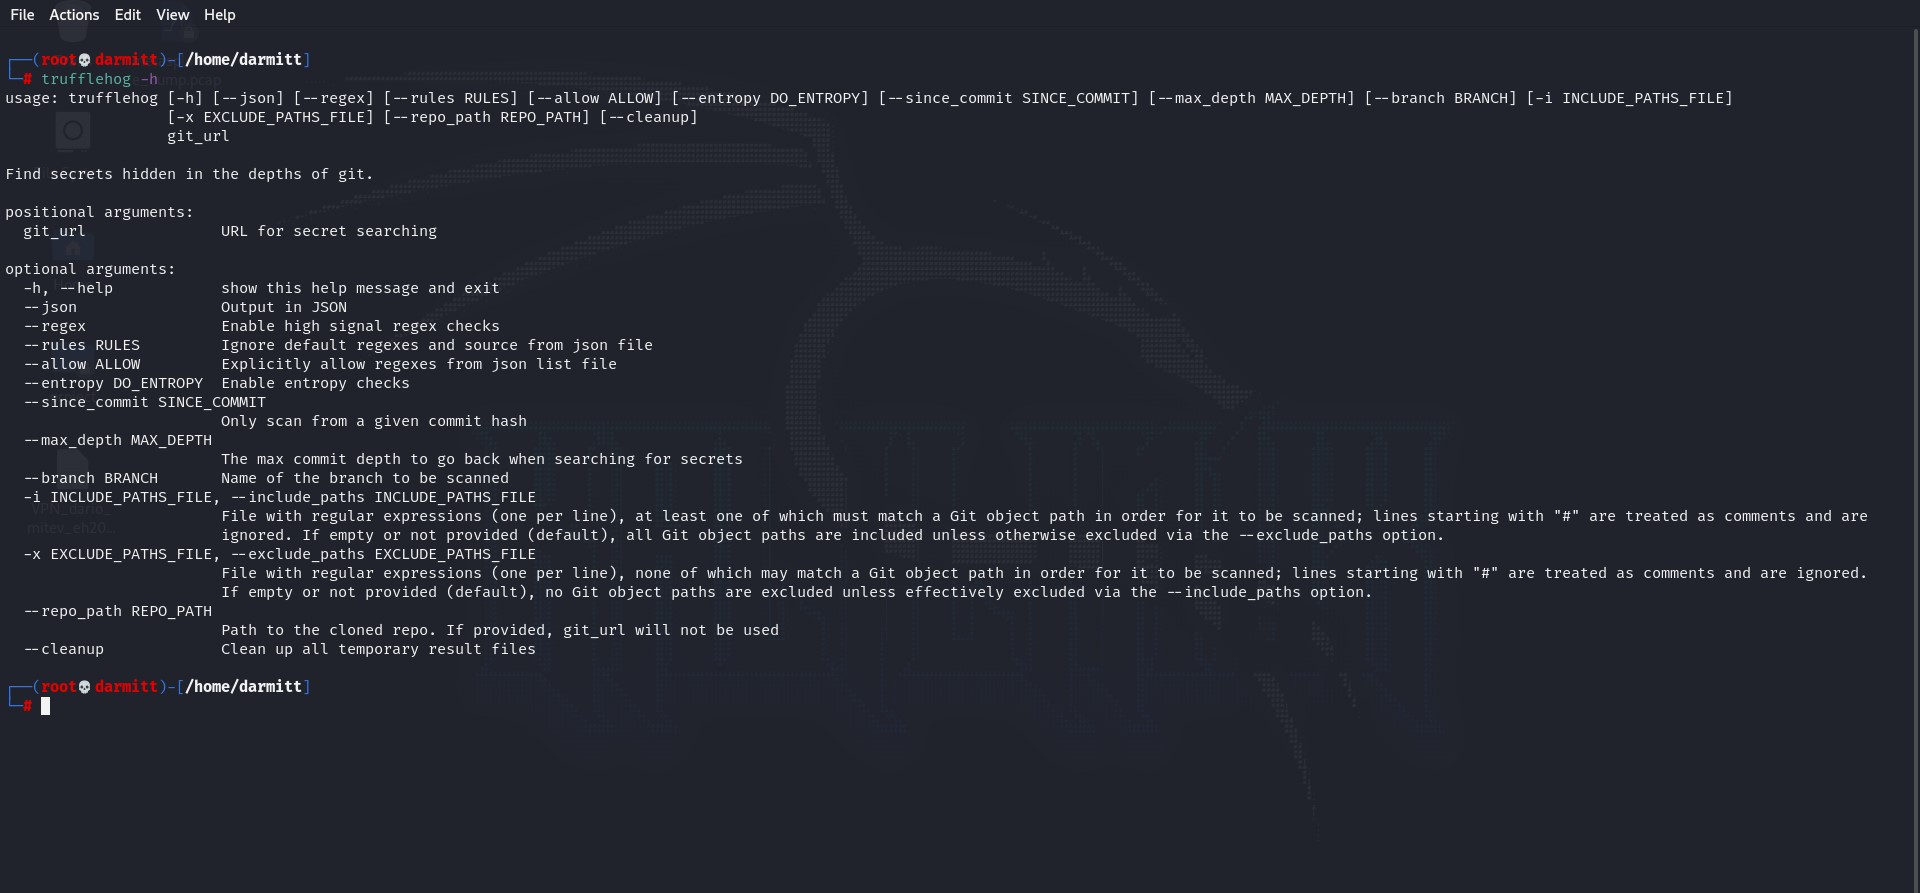 File Actions Edit View Help
┌──(root💀darmitt)-[/home/darmitt]
└─# trufflehog -h
usage: trufflehog [-h] [--json] [--regex] [--rules RULES] [--allow ALLOW] [--entropy DO_ENTROPY] [--since_commit SINCE_COMMIT] [--max_depth MAX_DEPTH] [--branch BRANCH] [-i INCLUDE_PATHS_FILE]
[-x EXCLUDE_PATHS_FILE] [--repo_path REPO_PATH] [--cleanup]
git_url
Find secrets hidden in the depths of git.
positional arguments:
git_url URL for secret searching
optional arguments:
-h, --help show this help message and exit
--json Output in JSON
--regex Enable high signal regex checks
--rules RULES Ignore default regexes and source from json file
--allow ALLOW Explicitly allow regexes from json list file
--entropy DO_ENTROPY Enable entropy checks
--since_commit SINCE_COMMIT
Only scan from a given commit hash
--max_depth MAX_DEPTH
The max commit depth to go back when searching for secrets
--branch BRANCH Name of the branch to be scanned
-i INCLUDE_PATHS_FILE, --include_paths INCLUDE_PATHS_FILE
File with regular expressions (one per line), at least one of which must match a Git object path in order for it to be scanned; lines starting with "#" are treated as comments and are
ignored. If empty or not provided (default), all Git object paths are included unless otherwise excluded via the --exclude_paths option.
-x EXCLUDE_PATHS_FILE, --exclude_paths EXCLUDE_PATHS_FILE
File with regular expressions (one per line), none of which may match a Git object path in order for it to be scanned; lines starting with "#" are treated as comments and are ignored.
If empty or not provided (default), no Git object paths are excluded unless effectively excluded via the --include_paths option.
--repo_path REPO_PATH
Path to the cloned repo. If provided, git_url will not be used
--cleanup Clean up all temporary result files
┌──(root💀darmitt)-[/home/darmitt]
└─#